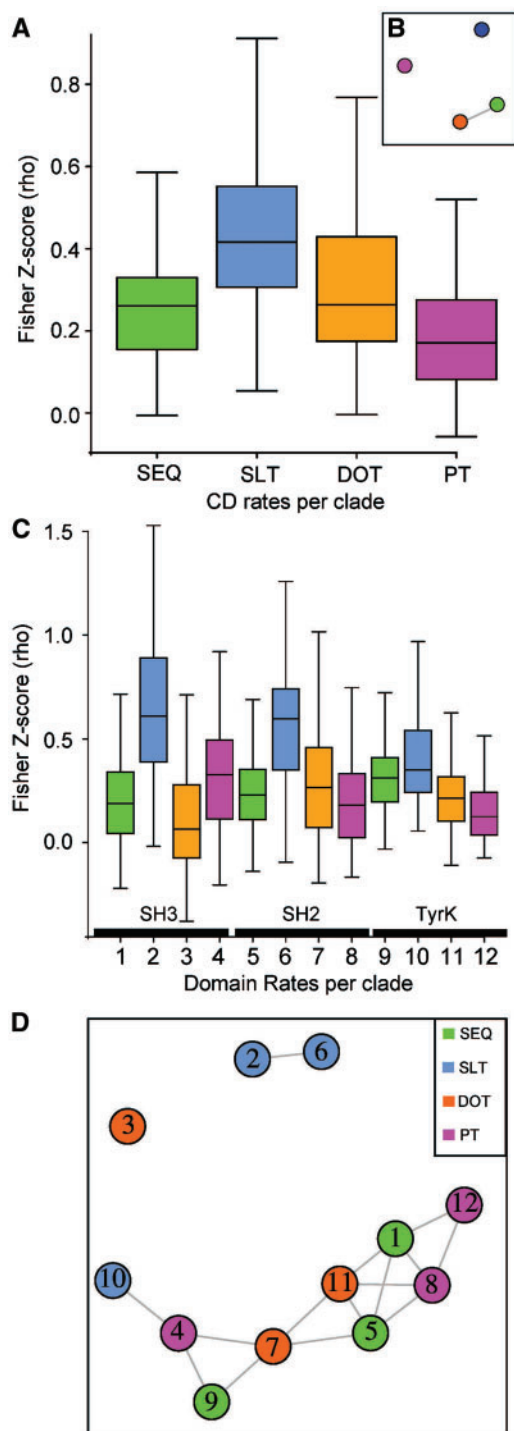 A
B
Fisher Z-score (rho)
0.8
0.6
0.4
0.2
0.0
SEQ SLT DOT PT
CD rates per clade
C
Fisher Z-score (rho)
1.5
1.0
0.5
0.0
SH3 SH2 TyrK
1 2 3 4 5 6 7 8 9 10 11 12
Domain Rates per clade
D
SEQ
SLT
DOT
PT
2 6
3
12
1
10 11 8
4 7 5
9